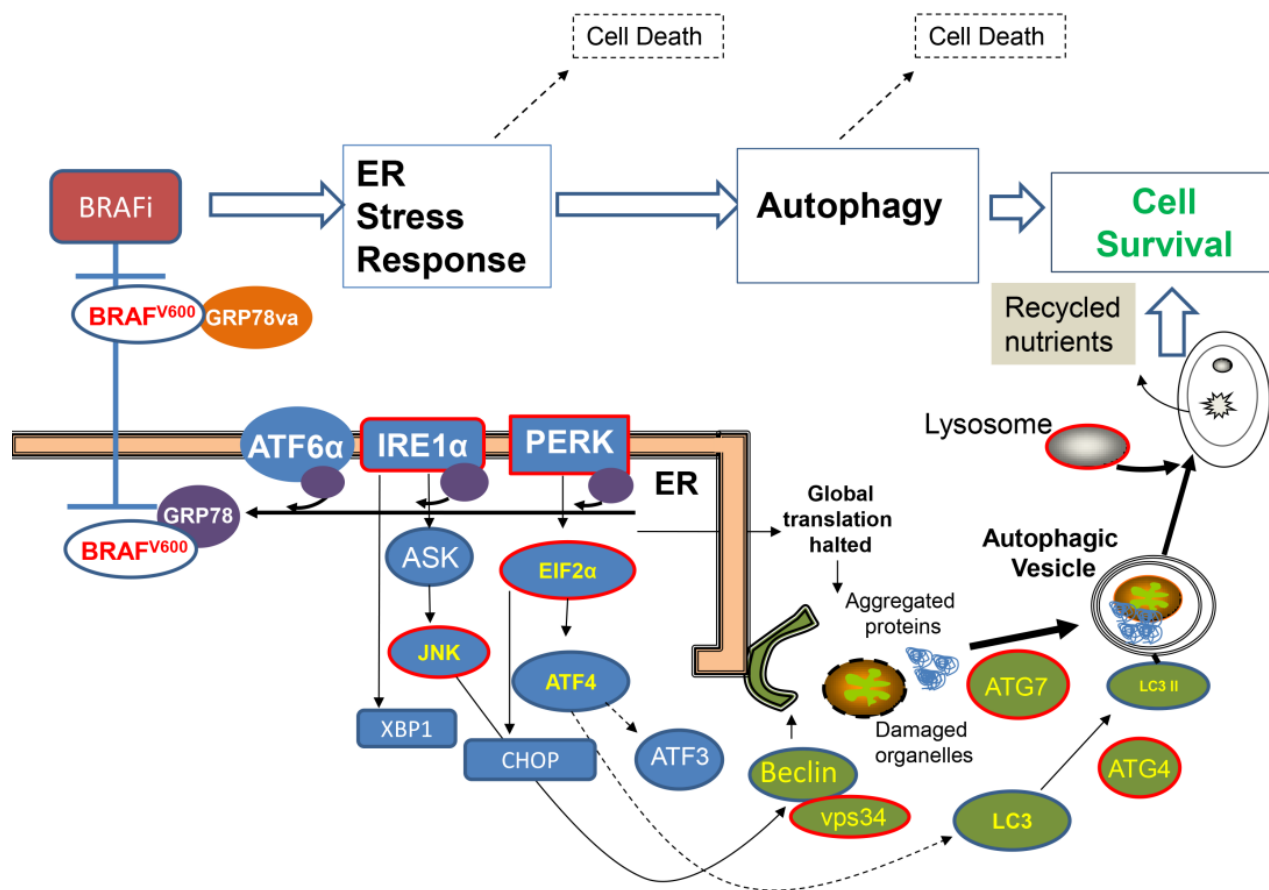 Cell Death
Cell Death
BRAFi
ER
Stress
Response
Autophagy
Cell
Survival
BRAFV600
GRP78va
Recycled
nutrients
ATF6α
IRE1α
PERK
ER
Lysosome
GRP78
BRAFV600
Global
translation
halted
ASK
EIF2α
Autophagic
Vesicle
Aggregated
proteins
JNK
ATF4
ATG7
LC3 II
XBP1
CHOP
ATF3
Damaged
organelles
Beclin
vps34
ATG4
LC3